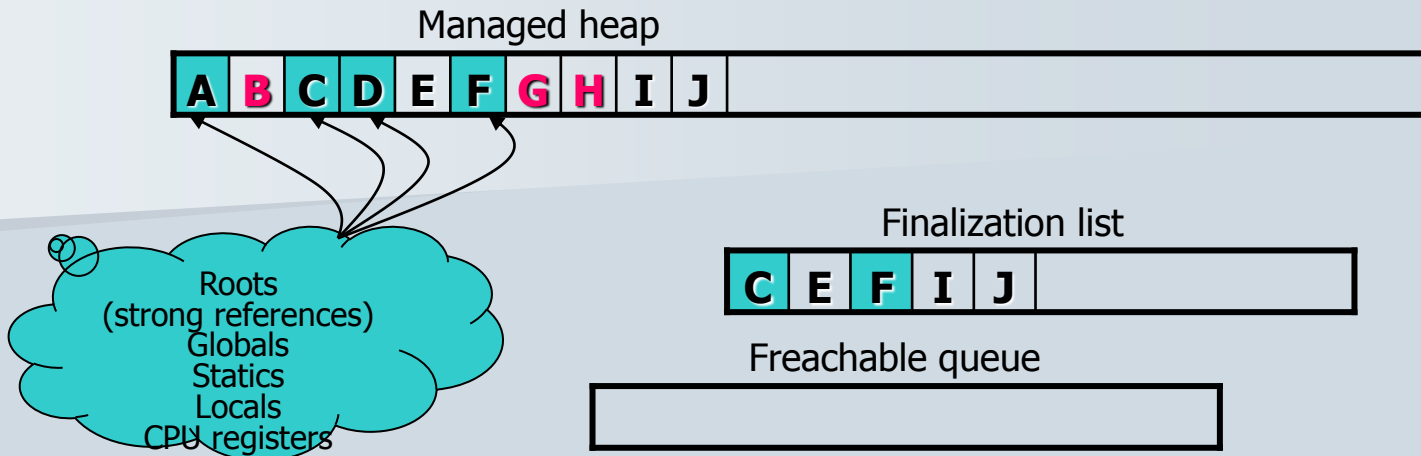 Managed heap
A B C D E F G H I J
Finalization list
C E F I J
Roots
(strong references)
Globals
Statics
Locals
CPU registers
Freachable queue